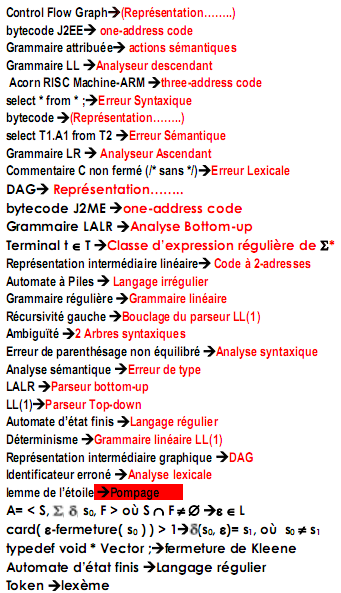 Control Flow Graph➔(Représentation……..)
bytecode J2EE➔ one-address code
Grammaire attribuée➔ actions sémantiques
Grammaire LL ➔Analyseur descendant
Acorn RISC Machine-ARM ➔three-address code
select * from * ;➔Erreur Syntaxique
bytecode ➔(Représentation……..)
select T1.A1 from T2 ➔Erreur Sémantique
Grammaire LR ➔ Analyseur Ascendant
Commentaire C non fermé (/* sans */)➔Erreur Lexicale
DAG➔ Représentation……..
bytecode J2ME ➔one-address code
Grammaire LALR ➔Analyse Bottom-up
Terminal t ∈ T ➔Classe d'expression régulière de Σ*
Représentation intermédiaire linéaire➔ Code à 2-adresses
Automate à Piles ➔ Langage irrégulier
Grammaire régulière ➔Grammaire linéaire
Récursivité gauche ➔Bouclage du parseur LL(1)
Ambiguïté ➔2 Arbres syntaxiques
Erreur de parenthésage non équilibré ➔Analyse syntaxique
Analyse sémantique ➔Erreur de type
LALR ➔Parseur bottom-up
LL(1)➔Parseur Top-down
Automate d'état finis ➔Langage régulier
Déterminisme ➔Grammaire linéaire LL(1)
Représentation intermédiaire graphique ➔DAG
Identificateur erroné ➔Analyse lexicale
lemme de l'étoile➔Pompage
A= < S, Σ, δ, s₀, F > où S ∩ F ≠ Ø ➔ε ∈ L
card( ε-fermeture( s₀ ) ) > 1➔δ(s₀, ε)= s₁, où s₀ ≠ s₁
typedef void * Vector ;➔fermeture de Kleene
Automate d'état finis ➔Langage régulier
Token ➔lexème